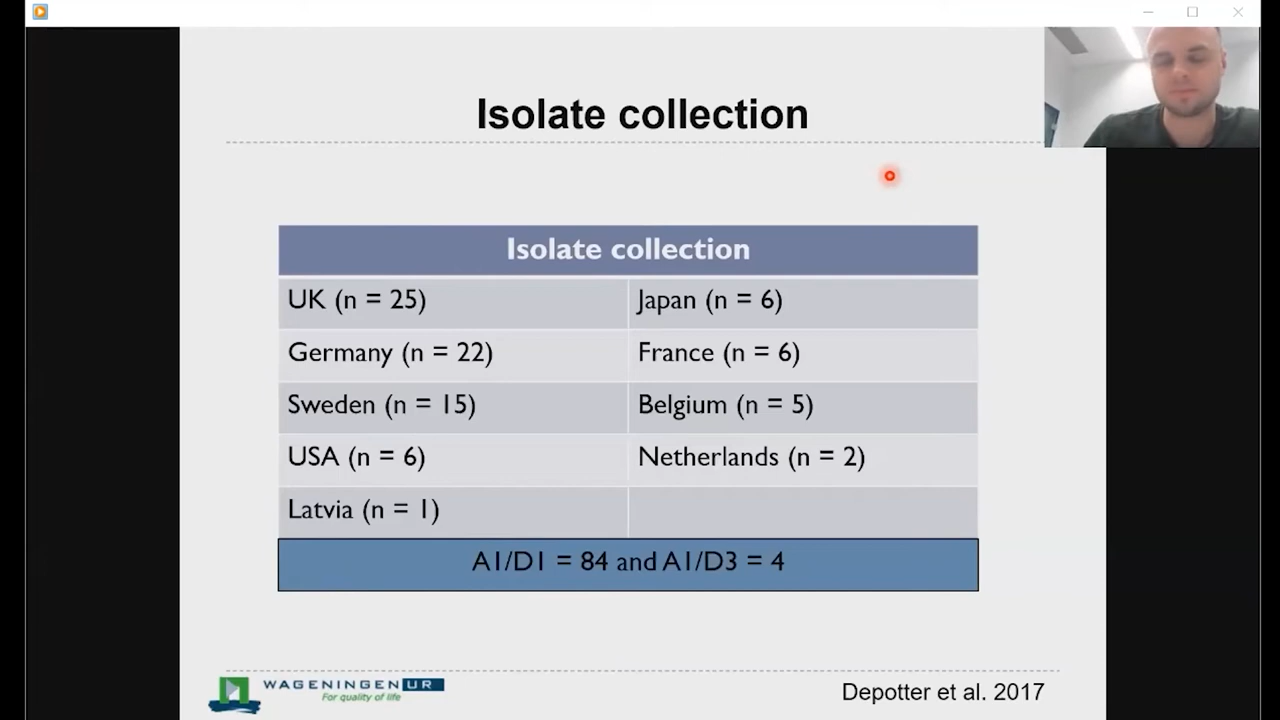 Isolate collection
Isolate collection
UK (n = 25) Japan (n = 6)
Germany (n = 22) France (n = 6)
Sweden (n = 15) Belgium (n = 5)
USA (n = 6) Netherlands (n = 2)
Latvia (n = 1)
A1/D1 = 84 and A1/D3 = 4
WAGENINGEN UR
For quality of life
Depotter et al. 2017